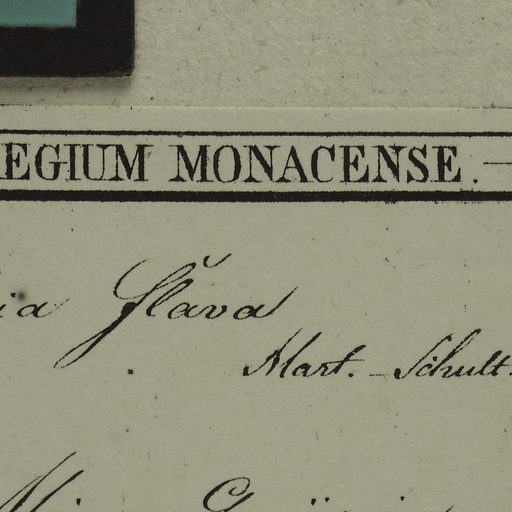 EGIUM MONACENSE.
ia flava
Mart. - Schult.